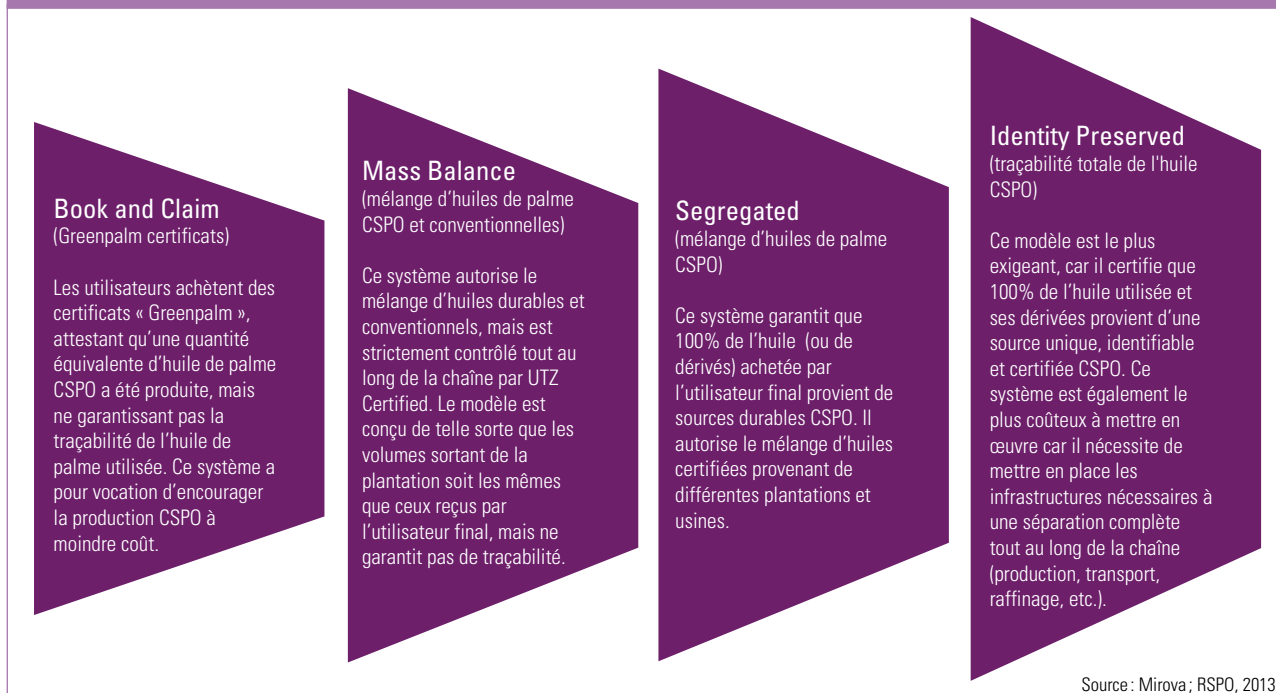 Book and Claim
(Greenpalm certificats)
Les utilisateurs achètent des
certificats « Greenpalm »,
attestant qu'une quantité
équivalente d'huile de palme
CSPO a été produite, mais
ne garantissant pas la
traçabilité de l'huile de
palme utilisée. Ce système a
pour vocation d'encourager
la production CSPO à
moindre coût.
Mass Balance
(mélange d'huiles de palme
CSPO et conventionnelles)
Ce système autorise le
mélange d'huiles durables et
conventionnels, mais est
strictement contrôlé tout au
long de la chaîne par UTZ
Certified. Le modèle est
conçu de telle sorte que les
volumes sortant de la
plantation soit les mêmes
que ceux reçus par
l'utilisateur final, mais ne
garantit pas de traçabilité.
Segregated
(mélange d'huiles de palme
CSPO)
Ce système garantit que
100% de l'huile (ou de
dérivés) achetée par
l'utilisateur final provient de
sources durables CSPO. Il
autorise le mélange d'huiles
certifiées provenant de
différentes plantations et
usines.
Identity Preserved
(traçabilité totale de l'huile
CSPO)
Ce modèle est le plus
exigeant, car il certifie que
100% de l'huile utilisée et
ses dérivées provient d'une
source unique, identifiable
et certifiée CSPO. Ce
système est également le
plus coûteux à mettre en
œuvre car il nécessite de
mettre en place les
infrastructures nécessaires à
une séparation complète
tout au long de la chaîne
(production, transport,
raffinage, etc.).
Source : Mirova ; RSPO, 2013